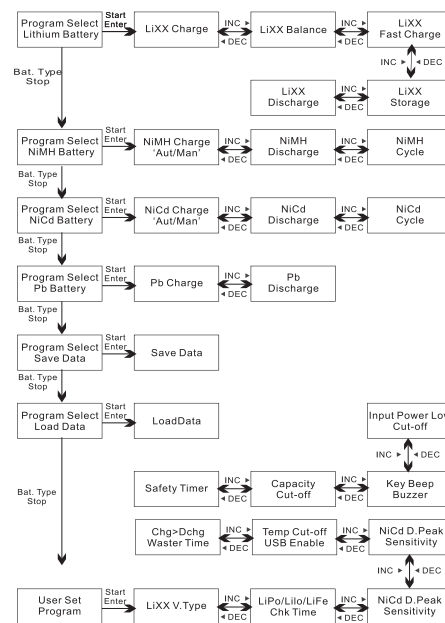 Program Select
Lithium Battery
Start
Enter
LiXX Charge
INC ►
◄ DEC
LiXX Balance
INC ►
◄ DEC
LiXX
Fast Charge
INC ►
◄ DEC
Bat. Type
Stop
LiXX
Discharge
INC ►
◄ DEC
LiXX
Storage
Program Select
NiMH Battery
Start
Enter
NiMH Charge
'Aut/Man'
INC ►
◄ DEC
NiMH
Discharge
INC ►
◄ DEC
NiMH
Cycle
Bat. Type
Stop
Program Select
NiCd Battery
Start
Enter
NiCd Charge
'Aut/Man'
INC ►
◄ DEC
NiCd
Discharge
INC ►
◄ DEC
NiCd
Cycle
Bat. Type
Stop
Program Select
Pb Battery
Start
Enter
Pb Charge
INC ►
◄ DEC
Pb
Discharge
Bat. Type
Stop
Program Select
Save Data
Start
Enter
Save Data
Bat. Type
Stop
Program Select
Load Data
Start
Enter
LoadData
Input Power Low
Cut-off
INC ►
◄ DEC
Bat. Type
Stop
Safety Timer
INC ►
◄ DEC
Capacity
Cut-off
INC ►
◄ DEC
Key Beep
Buzzer
Chg>Dchg
Waster Time
INC ►
◄ DEC
Temp Cut-off
USB Enable
INC ►
◄ DEC
NiCd D.Peak
Sensitivity
INC ►
◄ DEC
User Set
Program
Start
Enter
LiXX V.Type
INC ►
◄ DEC
LiPo/LiIo/LiFe
Chk Time
INC ►
◄ DEC
NiCd D.Peak
Sensitivity